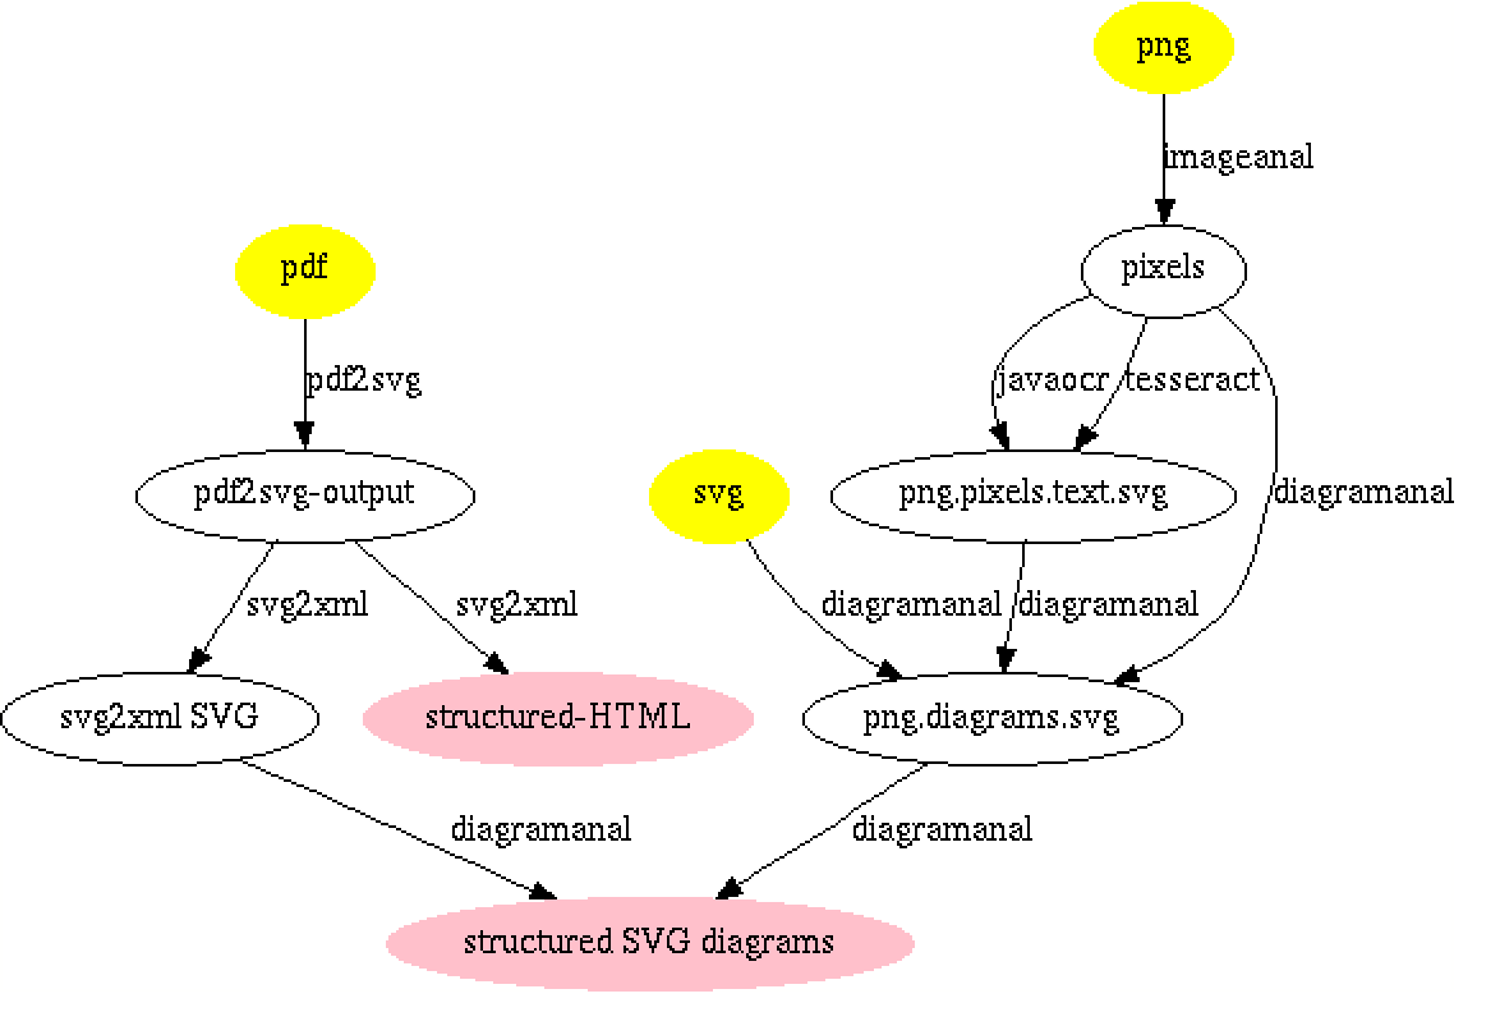 png
imageanal
pdf
pixels
pdf2svg
javaocr
tesseract
pdf2svg-output
svg
png.pixels.text.svg
diagramanal
svg2xml
svg2xml
diagramanal
diagramanal
svg2xml SVG
structured-HTML
png.diagrams.svg
diagramanal
diagramanal
structured SVG diagrams